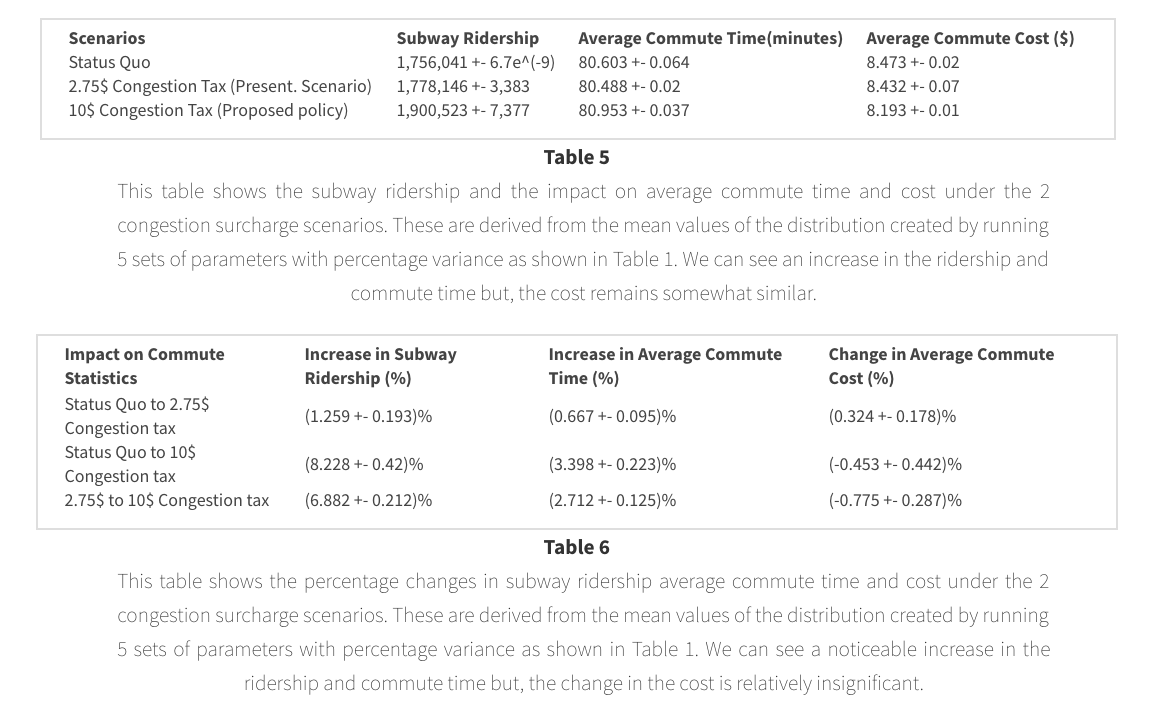 Scenarios Subway Ridership Average Commute Time(minutes) Average Commute Cost ($)
Status Quo 1,756,041 +- 6.7e^(-9) 80.603 +- 0.064 8.473 +- 0.02
2.75$ Congestion Tax (Present. Scenario) 1,778,146 +- 3,383 80.488 +- 0.02 8.432 +- 0.07
10$ Congestion Tax (Proposed policy) 1,900,523 +- 7,377 80.953 +- 0.037 8.193 +- 0.01
Table 5
This table shows the subway ridership and the impact on average commute time and cost under the 2
congestion surcharge scenarios. These are derived from the mean values of the distribution created by running
5 sets of parameters with percentage variance as shown in Table 1. We can see an increase in the ridership and
commute time but, the cost remains somewhat similar.
Impact on Commute Increase in Subway Increase in Average Commute Change in Average Commute
Statistics Ridership (%) Time (%) Cost (%)
Status Quo to 2.75$
Congestion tax (1.259 +- 0.193)% (0.667 +- 0.095)% (0.324 +- 0.178)%
Status Quo to 10$
Congestion tax (8.228 +- 0.42)% (3.398 +- 0.223)% (-0.453 +- 0.442)%
2.75$ to 10$ Congestion tax (6.882 +- 0.212)% (2.712 +- 0.125)% (-0.775 +- 0.287)%
Table 6
This table shows the percentage changes in subway ridership average commute time and cost under the 2
congestion surcharge scenarios. These are derived from the mean values of the distribution created by running
5 sets of parameters with percentage variance as shown in Table 1. We can see a noticeable increase in the
ridership and commute time but, the change in the cost is relatively insignificant.